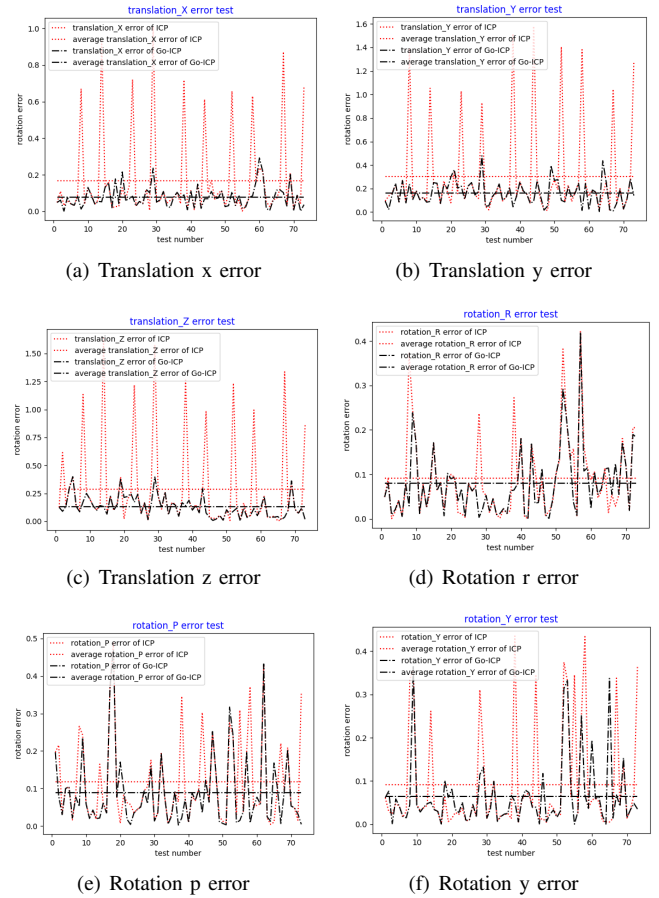 translation_X error test
translation_X error of ICP
average translation_X error of ICP
translation_X error of Go-ICP
average translation_X error of Go-ICP
rotation error
1.0
0.8
0.6
0.4
0.2
0.0
0 10 20 30 40 50 60 70
test number
(a) Translation x error
translation_Y error test
translation_Y error of ICP
average translation_Y error of ICP
translation_Y error of Go-ICP
average translation_Y error of Go-ICP
rotation error
1.6
1.4
1.2
1.0
0.8
0.6
0.4
0.2
0.0
0 10 20 30 40 50 60 70
test number
(b) Translation y error
translation_Z error test
translation_Z error of ICP
average translation_Z error of ICP
translation_Z error of Go-ICP
average translation_Z error of Go-ICP
rotation error
1.50
1.25
1.00
0.75
0.50
0.25
0.00
0 10 20 30 40 50 60 70
test number
(c) Translation z error
rotation_R error test
rotation_R error of ICP
average rotation_R error of ICP
rotation_R error of Go-ICP
average rotation_R error of Go-ICP
rotation error
0.4
0.3
0.2
0.1
0.0
0 10 20 30 40 50 60 70
test number
(d) Rotation r error
rotation_P error test
rotation_P error of ICP
average rotation_P error of ICP
rotation_P error of Go-ICP
average rotation_P error of Go-ICP
rotation error
0.5
0.4
0.3
0.2
0.1
0.0
0 10 20 30 40 50 60 70
test number
(e) Rotation p error
rotation_Y error test
rotation_Y error of ICP
average rotation_Y error of ICP
rotation_Y error of Go-ICP
average rotation_Y error of Go-ICP
rotation error
0.4
0.3
0.2
0.1
0.0
0 10 20 30 40 50 60 70
test number
(f) Rotation y error